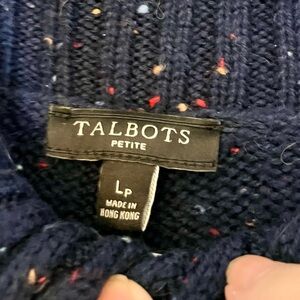 TALBOTS
PETITE
LP
MADE IN
HONG KONG